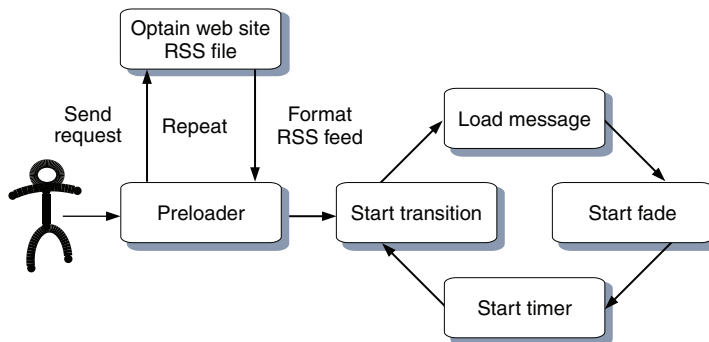 Optain web site
RSS file
Send
request
Repeat
Format
RSS feed
Load message
Preloader
Start transition
Start fade
Start timer